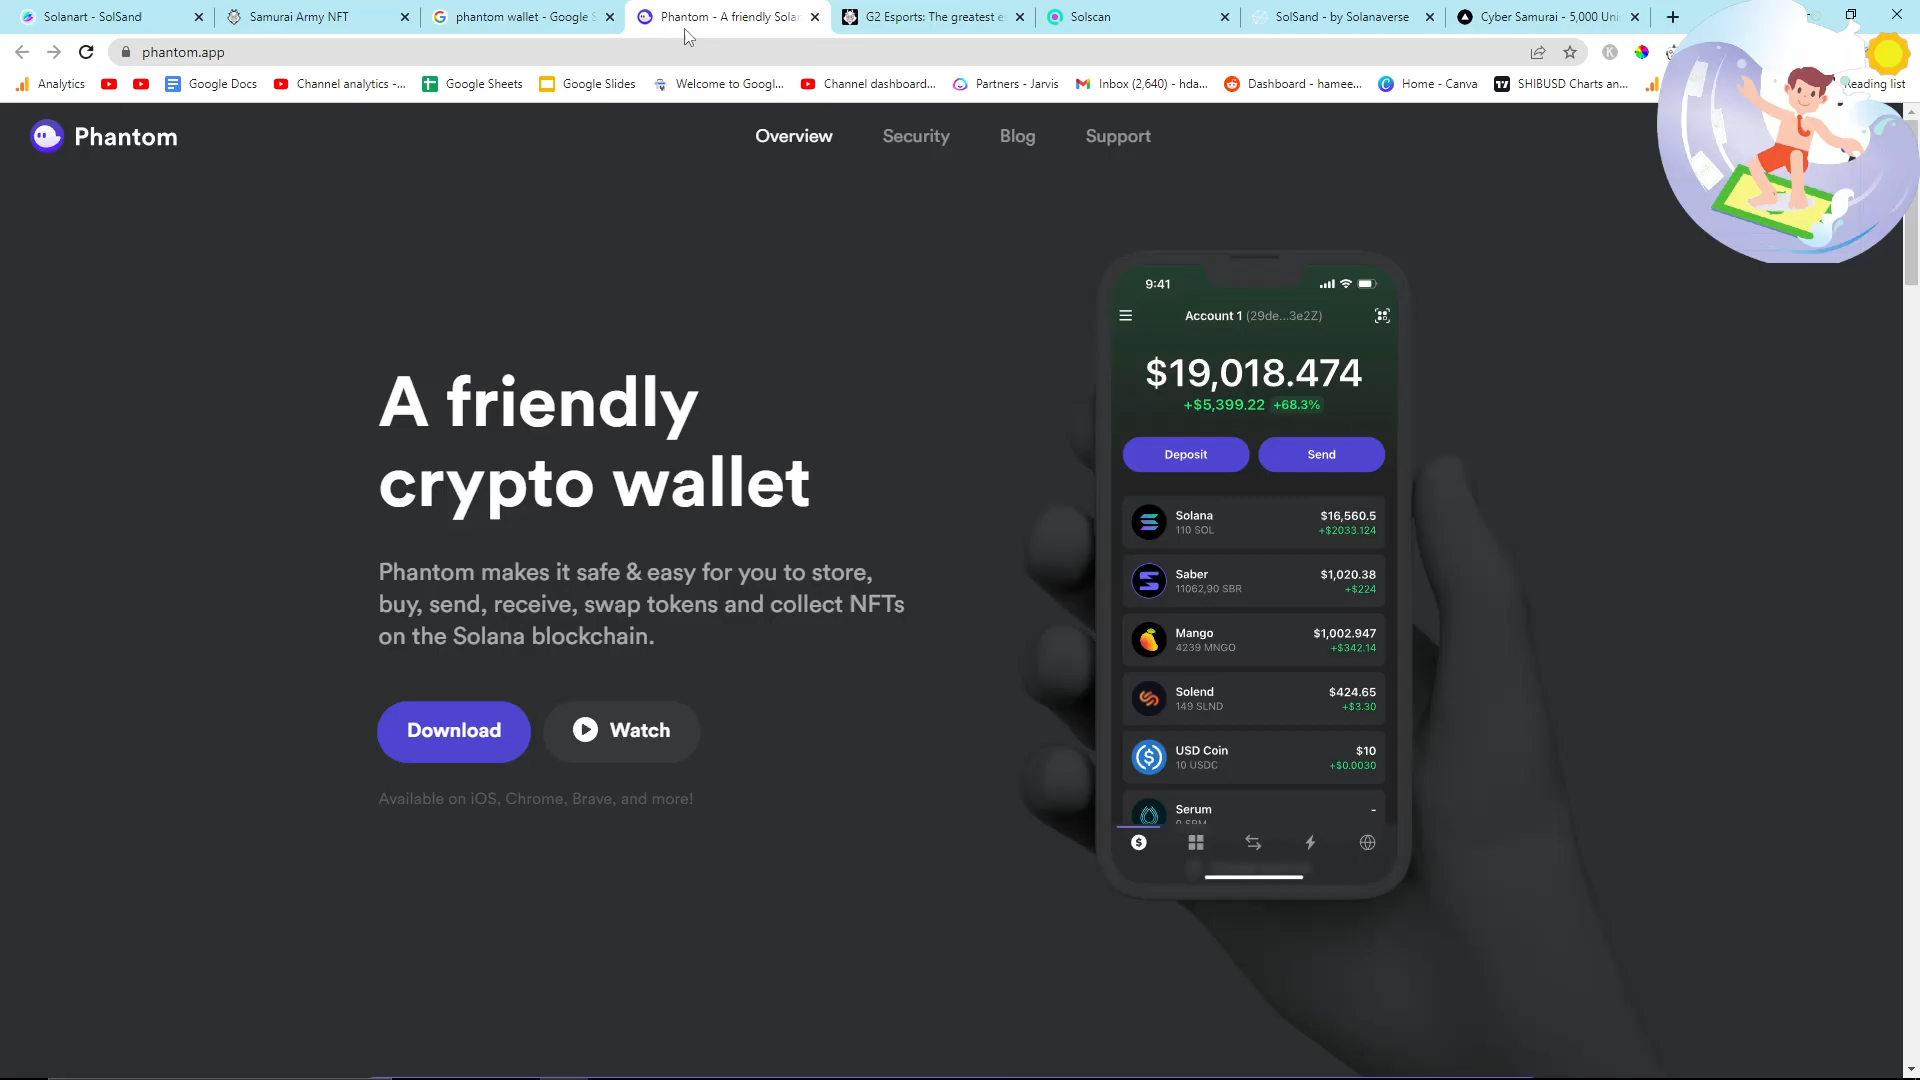 Solanart - SolSand
Samurai Army NFT
phantom wallet - Google S
Phantom - A friendly Solan
G2 Esports: The greatest e
Solscan
SolSand - by Solanaverse
Cyber Samurai - 5,000 Uni
phantom.app
Analytics
Google Docs
Channel analytics -...
Google Sheets
Google Slides
Welcome to Googl...
Channel dashboard...
Partners - Jarvis
Inbox (2,640) - hda...
Dashboard - hamee...
Home - Canva
SHIBUSD Charts an...
Reading list
Phantom
Overview
Security
Blog
Support
A friendly
crypto wallet
Phantom makes it safe & easy for you to store,
buy, send, receive, swap tokens and collect NFTs
on the Solana blockchain.
Download
Watch
Available on iOS, Chrome, Brave, and more!
9:41
Account 1 (29de...3e2Z)
$19,018.474
+$5,399.22 +68.3%
Deposit
Send
Solana $16,560.5
110 SOL +$2033.124
Saber $1,020.38
11062,90 SBR +$224
Mango $1,002.947
4239 MNGO +$342.14
Solend $424.65
149 SLND +$3.30
USD Coin $10
10 USDC +$0.0030
Serum -
0 SRM